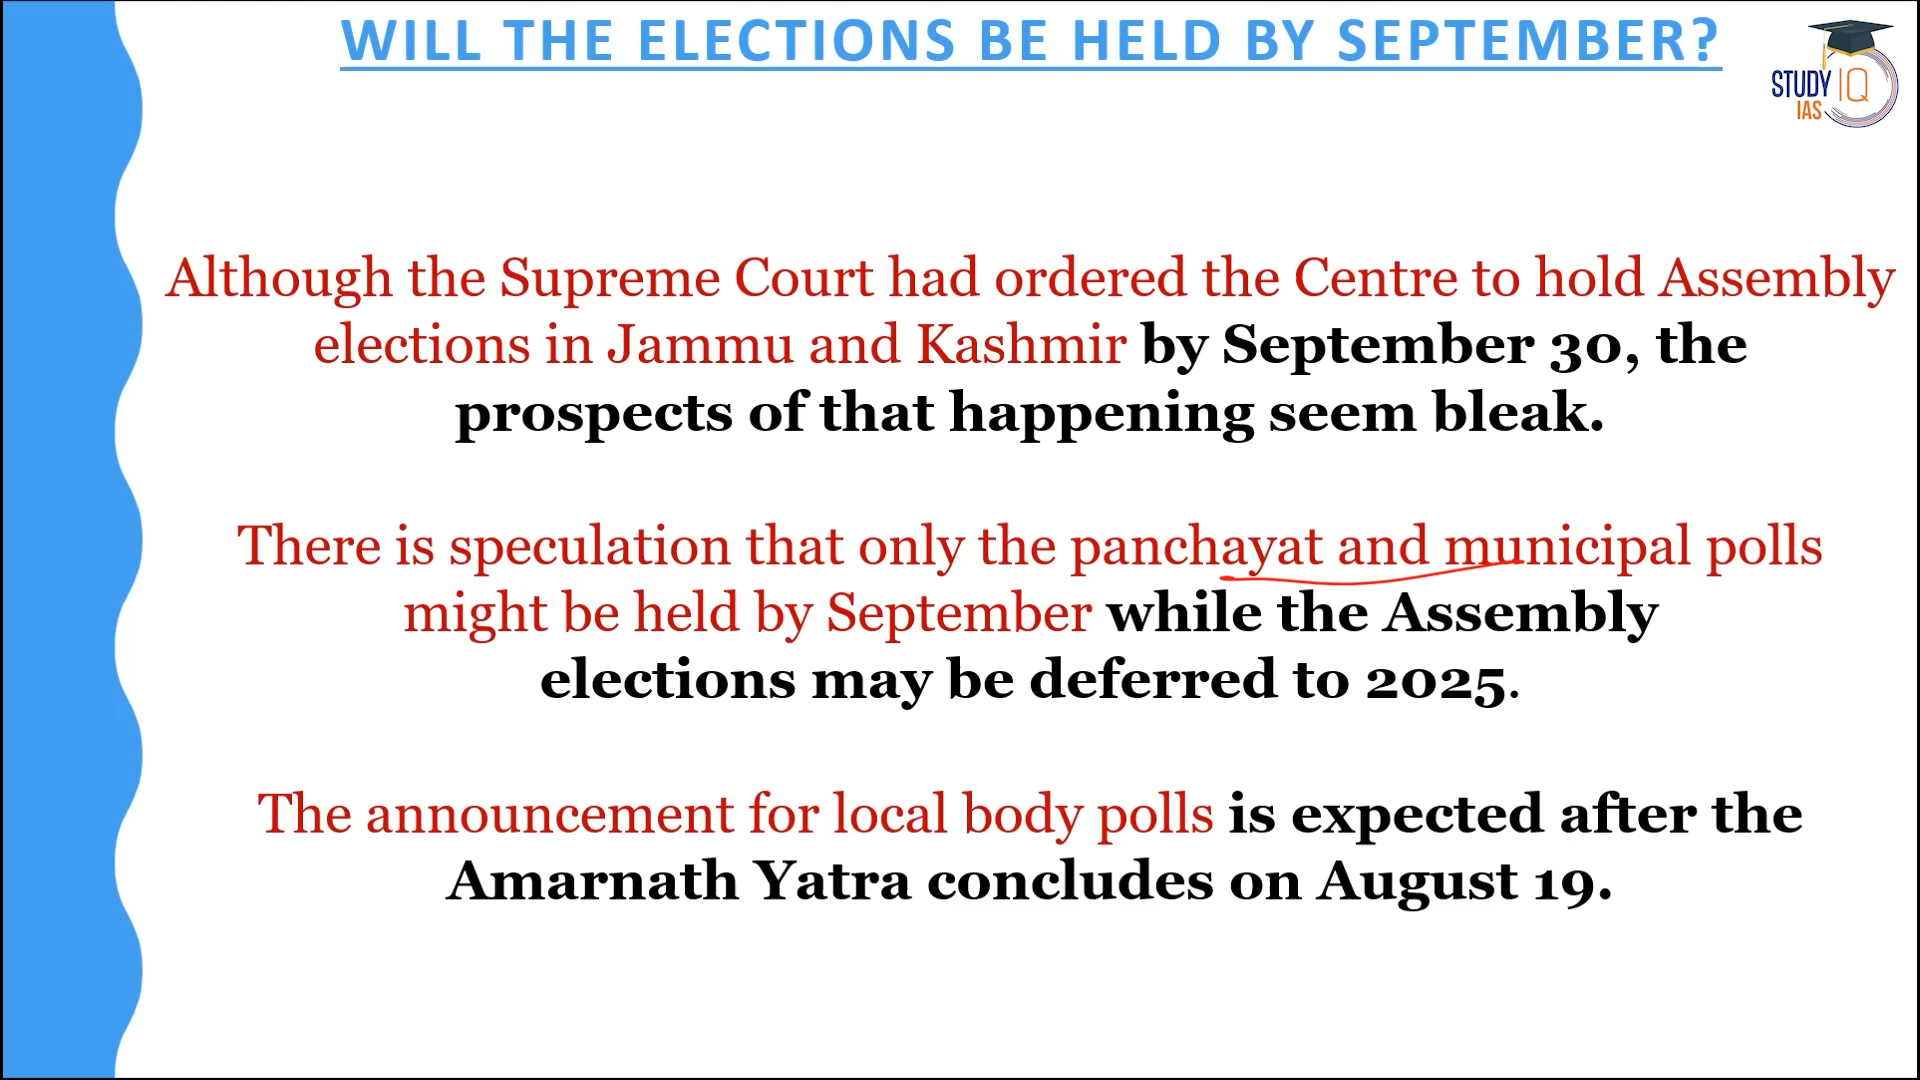 WILL THE ELECTIONS BE HELD BY SEPTEMBER?
STUDY IQ
IAS
Although the Supreme Court had ordered the Centre to hold Assembly
elections in Jammu and Kashmir by September 30, the
prospects of that happening seem bleak.
There is speculation that only the panchayat and municipal polls
might be held by September while the Assembly
elections may be deferred to 2025.
The announcement for local body polls is expected after the
Amarnath Yatra concludes on August 19.